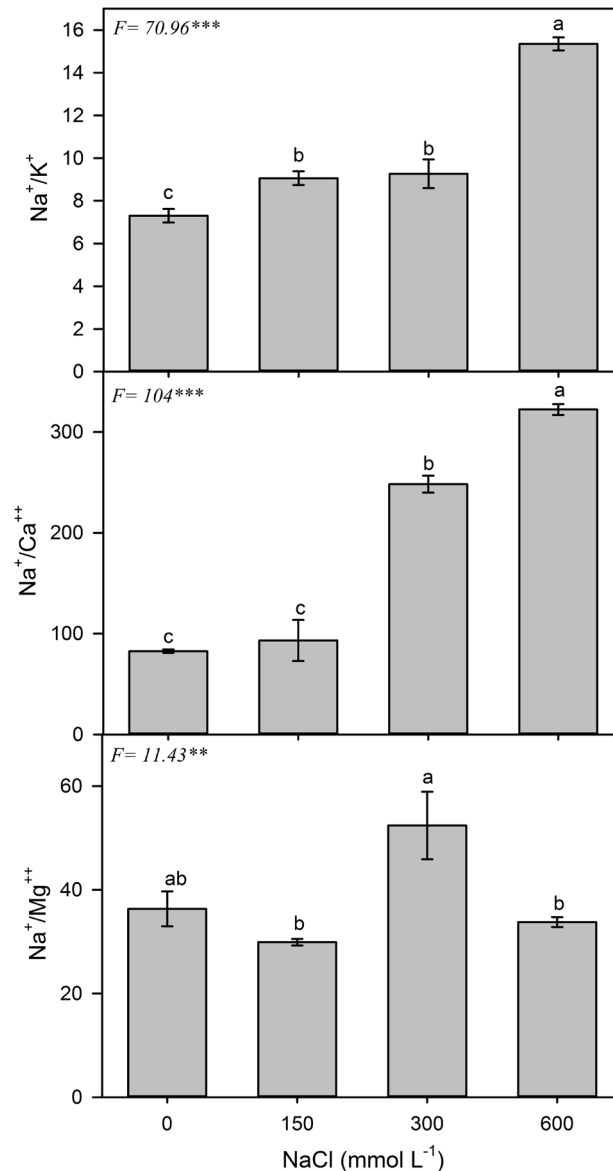 F= 70.96***
Na⁺/K⁺
16
14
12
10
8
6
4
2
0
c
b
b
a
F= 104***
Na⁺/Ca⁺⁺
300
200
100
0
c
c
b
a
F= 11.43**
Na⁺/Mg⁺⁺
60
40
20
0
ab
b
a
b
0 150 300 600
NaCl (mmol L⁻¹)